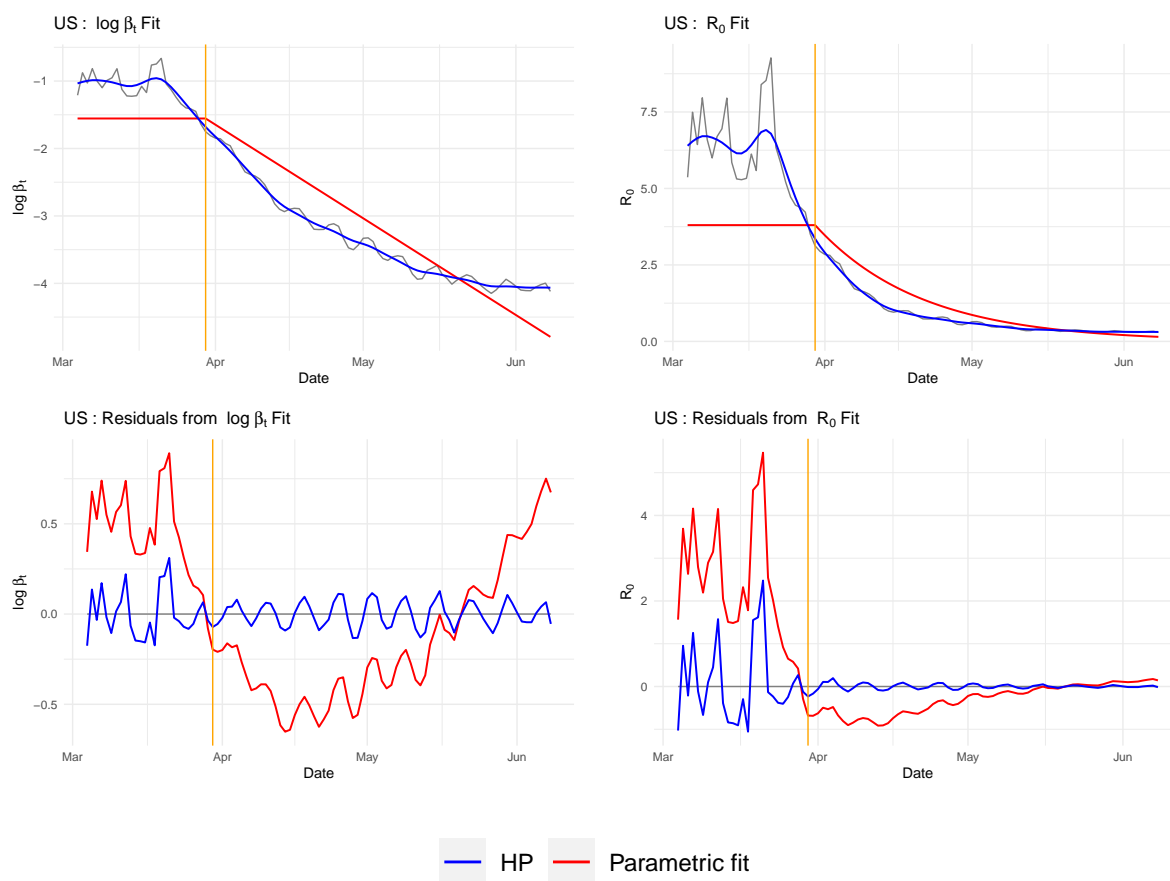 US : log βt Fit
US : R0 Fit
−1
−2
−3
−4
log βt
Mar
Apr
May
Jun
Date
7.5
5.0
2.5
0.0
R0
Mar
Apr
May
Jun
Date
US : Residuals from log βt Fit
US : Residuals from R0 Fit
0.5
0.0
−0.5
log βt
Mar
Apr
May
Jun
Date
4
2
0
R0
Mar
Apr
May
Jun
Date
HP
Parametric fit